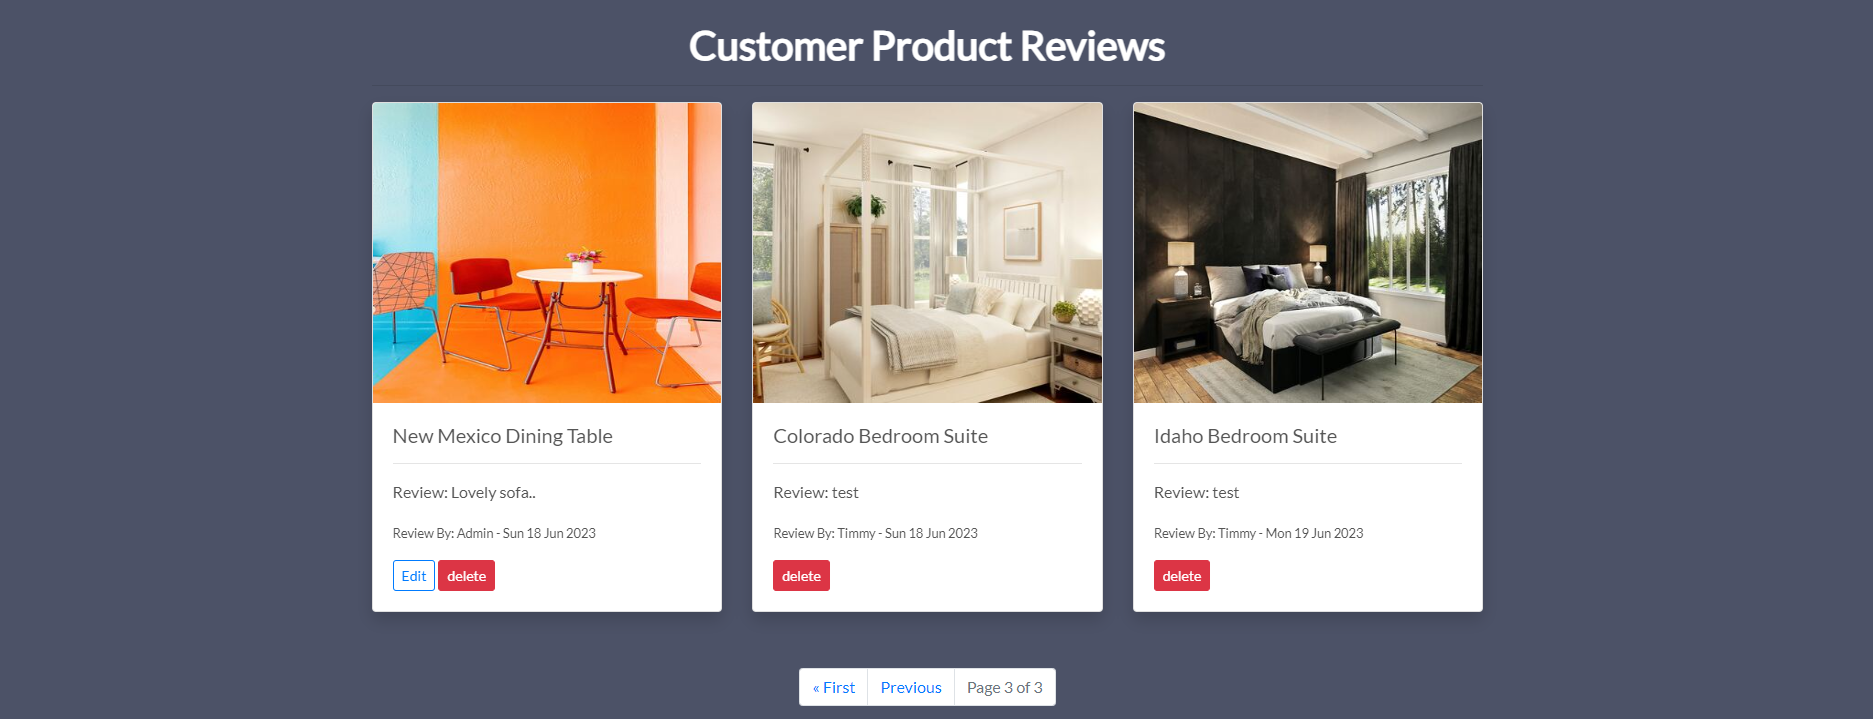 Customer Product Reviews
New Mexico Dining Table
Review: Lovely sofa..
Review By: Admin - Sun 18 Jun 2023
Edit delete
Colorado Bedroom Suite
Review: test
Review By: Timmy - Sun 18 Jun 2023
delete
Idaho Bedroom Suite
Review: test
Review By: Timmy - Mon 19 Jun 2023
delete
« First Previous Page 3 of 3